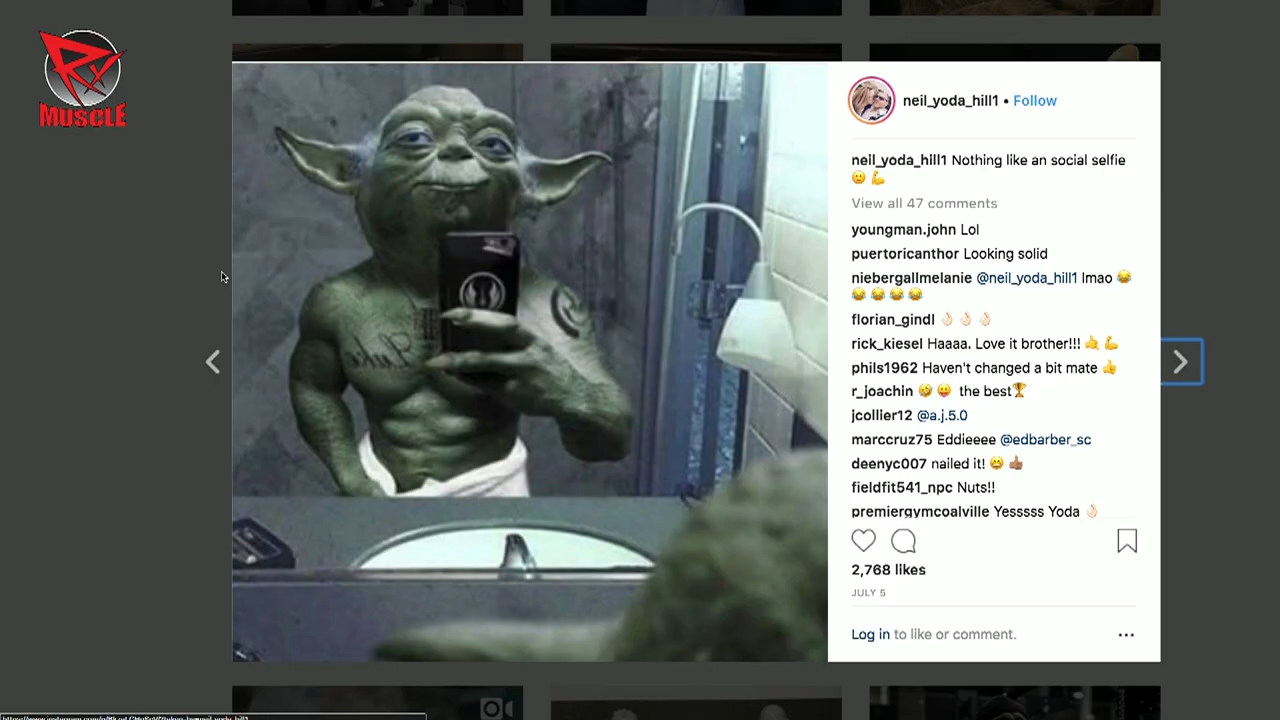 RX
MUSCLE
neil_yoda_hill1 • Follow
neil_yoda_hill1 Nothing like an social selfie
🙂 💪
View all 47 comments
youngman.john Lol
puertoricanthor Looking solid
niebergallmelanie @neil_yoda_hill1 lmao 😂
😂 😂 😂 😂
florian_gindl 👌🏻 👌🏻 👌🏻
rick_kiesel Haaaa. Love it brother!!! 🤙 💪
phils1962 Haven't changed a bit mate 👍
r_joachin 🤣 😛 the best🏆
jcollier12 @a.j.5.0
marccruz75 Eddieeee @edbarber_sc
deenyc007 nailed it! 😄 👍🏽
fieldfit541_npc Nuts!!
premiergymcoalville Yesssss Yoda 👌🏻
2,768 likes
JULY 5
Log in to like or comment.
Luke